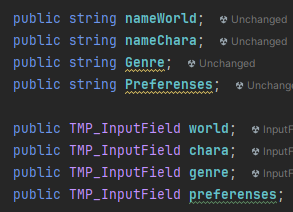 public string nameWorld; Unchanged
public string nameChara; Unchanged
public string Genre; Unchanged
public string Preferenses; Unchange
public TMP_InputField world; InputF
public TMP_InputField chara; InputF
public TMP_InputField genre; InputF
public TMP_InputField preferenses;